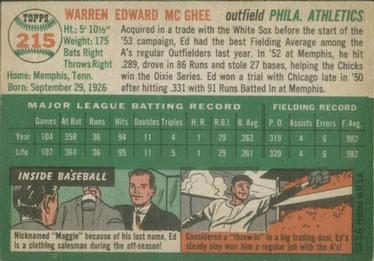 TOPPS
215
WARREN EDWARD MC GHEE outfield PHILA. ATHLETICS
Height: 5' 10½"
Weight: 175
Bats Right
Throws Right
Home: Memphis, Tenn.
Born: September 29, 1926
Acquired in a trade with the White Sox before the start of the
'53 campaign, Ed had the best Fielding Average among the
A's regular Outfielders last year. In '52 at Memphis, he hit
.289, drove in 86 Runs and stole 27 bases, helping the Chicks
win the Dixie Series. Ed won a trial with Chicago late in '50
after hitting .331 with 91 Runs Batted In at Memphis.
MAJOR LEAGUE BATTING RECORD FIELDING RECORD
Games At Bat Runs Hits Doubles Triples H. R. R.B.I. B. Avg. P. O. Assists Errors F. Avg.
Year 104 358 36 94 11 4 1 29 .263 319 4 6 .982
Life 107 364 36 95 11 4 1 29 .261 320 4 6 .982
INSIDE BASEBALL
Nicknamed "Maggie" because of his last name, Ed
is a clothing salesman during the off-season!
Considered a "throw-in" in a big trading deal, Ed's
steady play won him a regular job with the A's!
T.C.G. Printed in U.S.A.